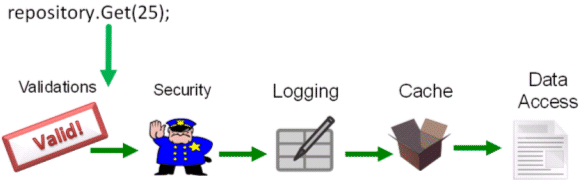 repository.Get(25);
Validations
Security
Logging
Cache
Data
Access
Valid!